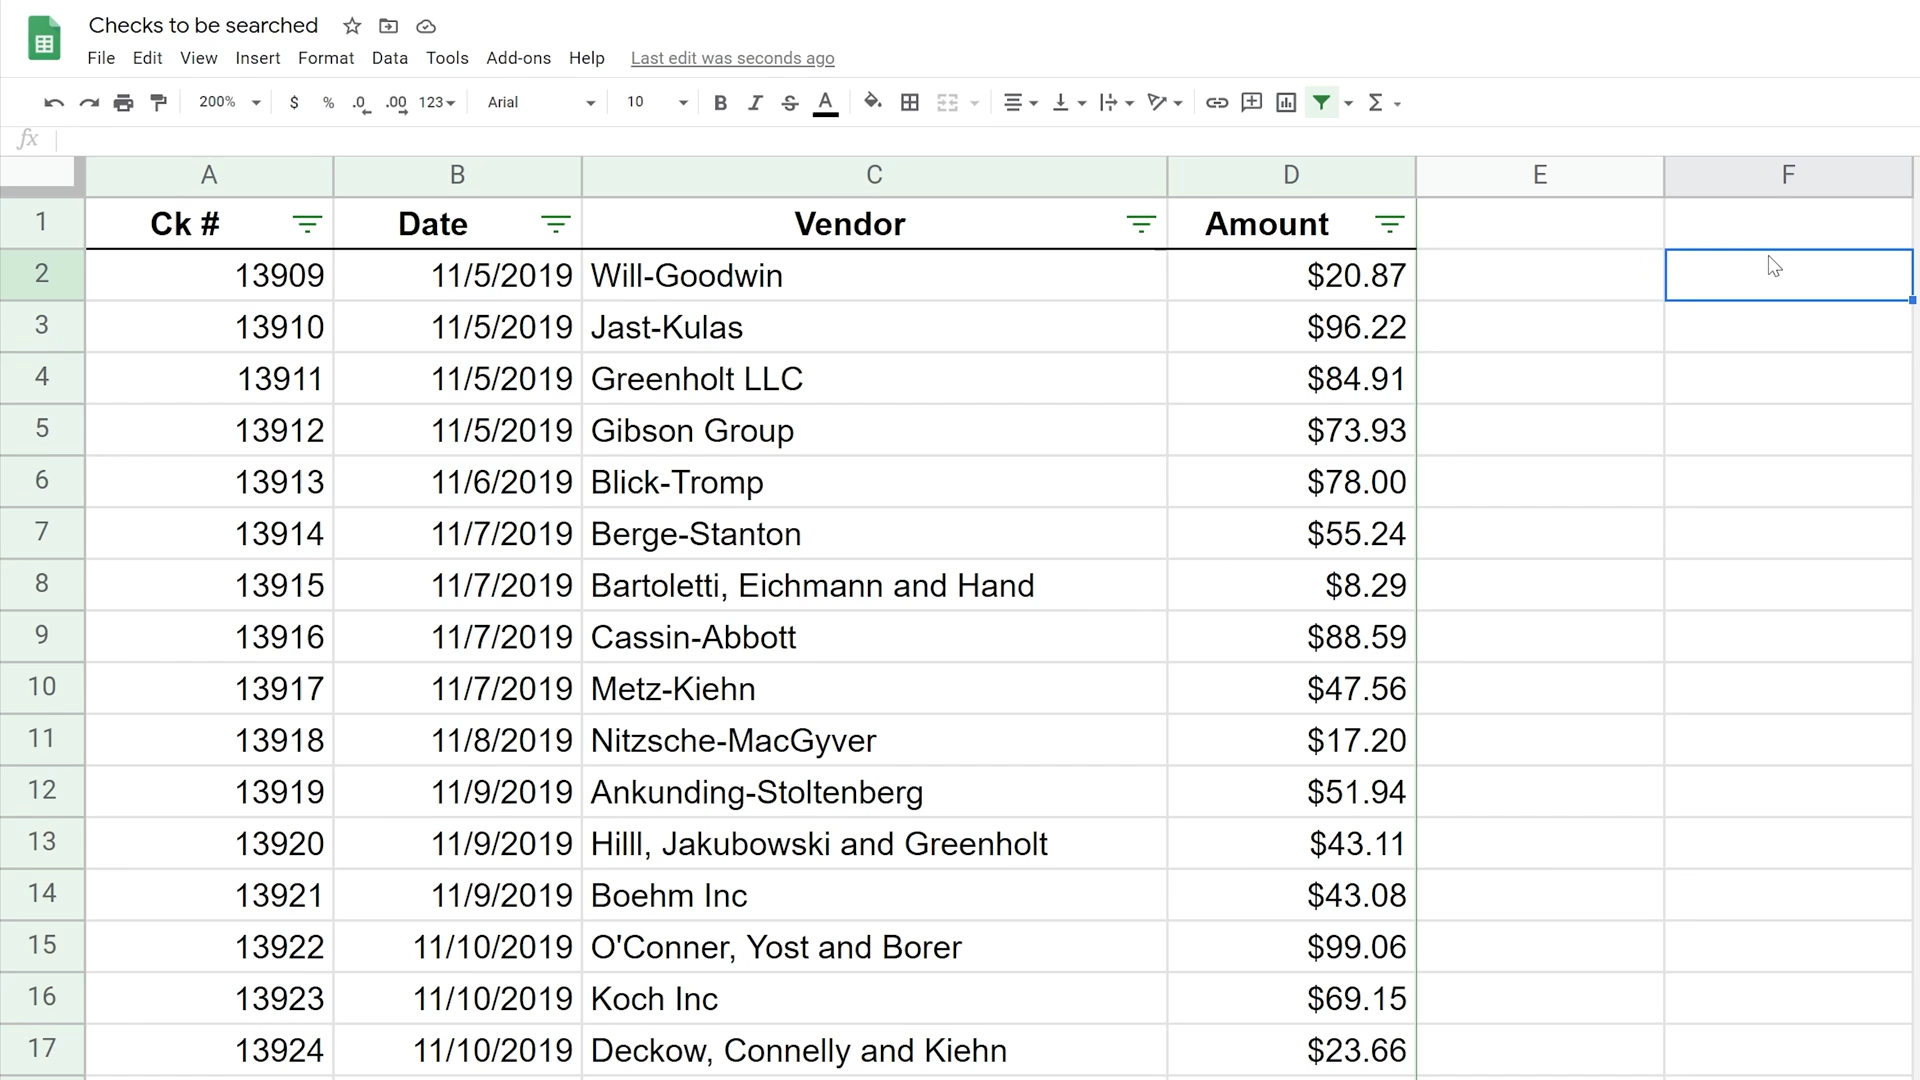 Checks to be searched
File Edit View Insert Format Data Tools Add-ons Help Last edit was seconds ago
200% $ % .0 .00 123 Arial 10 B I S A Σ
fx
A B C D E F
1 Ck # Date Vendor Amount
2 13909 11/5/2019 Will-Goodwin $20.87
3 13910 11/5/2019 Jast-Kulas $96.22
4 13911 11/5/2019 Greenholt LLC $84.91
5 13912 11/5/2019 Gibson Group $73.93
6 13913 11/6/2019 Blick-Tromp $78.00
7 13914 11/7/2019 Berge-Stanton $55.24
8 13915 11/7/2019 Bartoletti, Eichmann and Hand $8.29
9 13916 11/7/2019 Cassin-Abbott $88.59
10 13917 11/7/2019 Metz-Kiehn $47.56
11 13918 11/8/2019 Nitzsche-MacGyver $17.20
12 13919 11/9/2019 Ankunding-Stoltenberg $51.94
13 13920 11/9/2019 Hilll, Jakubowski and Greenholt $43.11
14 13921 11/9/2019 Boehm Inc $43.08
15 13922 11/10/2019 O'Conner, Yost and Borer $99.06
16 13923 11/10/2019 Koch Inc $69.15
17 13924 11/10/2019 Deckow, Connelly and Kiehn $23.66